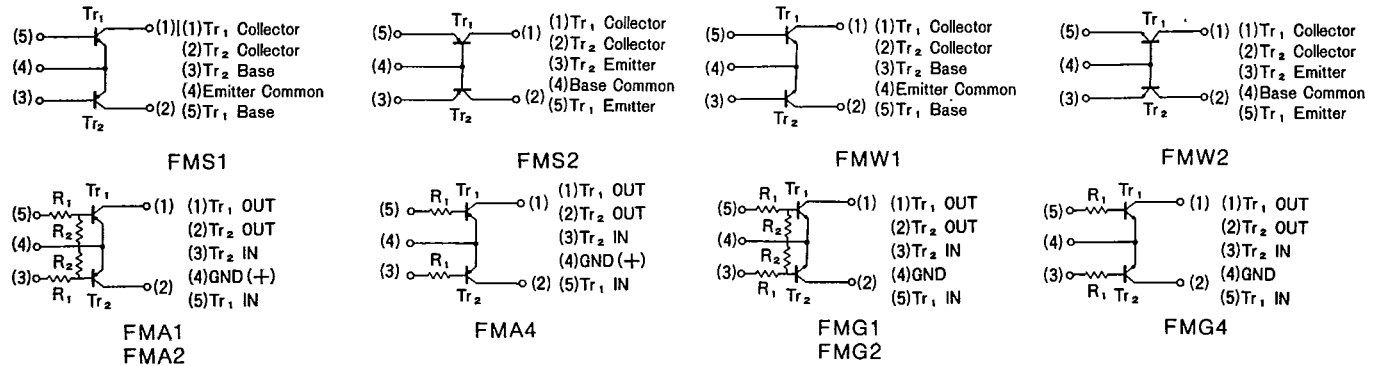 Tr₁
(5)
(4)
(3)
Tr₂
(1)
(2)
(1)Tr₁ Collector
(2)Tr₂ Collector
(3)Tr₂ Base
(4)Emitter Common
(5)Tr₁ Base
FMS1
Tr₁
(5)
(4)
(3)
Tr₂
(1)
(2)
(1)Tr₁ Collector
(2)Tr₂ Collector
(3)Tr₂ Emitter
(4)Base Common
(5)Tr₁ Emitter
FMS2
Tr₁
(5)
(4)
(3)
Tr₂
(1)
(2)
(1)Tr₁ Collector
(2)Tr₂ Collector
(3)Tr₂ Base
(4)Emitter Common
(5)Tr₁ Base
FMW1
Tr₁
(5)
(4)
(3)
Tr₂
(1)
(2)
(1)Tr₁ Collector
(2)Tr₂ Collector
(3)Tr₂ Emitter
(4)Base Common
(5)Tr₁ Emitter
FMW2
R₁
Tr₁
(5)
R₂
(4)
R₂
(3)
R₁
Tr₂
(1)
(2)
(1)Tr₁ OUT
(2)Tr₂ OUT
(3)Tr₂ IN
(4)GND(+)
(5)Tr₁ IN
FMA1
FMA2
R₁
Tr₁
(5)
(4)
(3)
R₁
Tr₂
(1)
(2)
(1)Tr₁ OUT
(2)Tr₂ OUT
(3)Tr₂ IN
(4)GND(+)
(5)Tr₁ IN
FMA4
R₁
Tr₁
(5)
R₂
(4)
R₂
(3)
R₁
Tr₂
(1)
(2)
(1)Tr₁ OUT
(2)Tr₂ OUT
(3)Tr₂ IN
(4)GND
(5)Tr₁ IN
FMG1
FMG2
R₁
Tr₁
(5)
(4)
(3)
R₁
Tr₂
(1)
(2)
(1)Tr₁ OUT
(2)Tr₂ OUT
(3)Tr₂ IN
(4)GND
(5)Tr₁ IN
FMG4